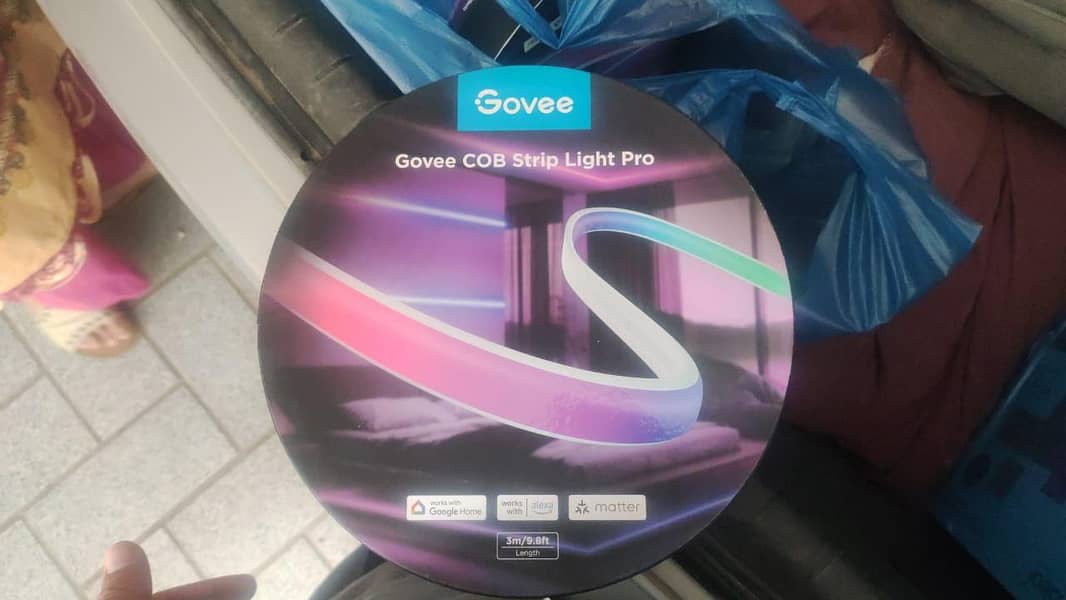 Govee
Govee COB Strip Light Pro
works with
Google Home
works with
alexa
matter
3m/9.8ft
Length